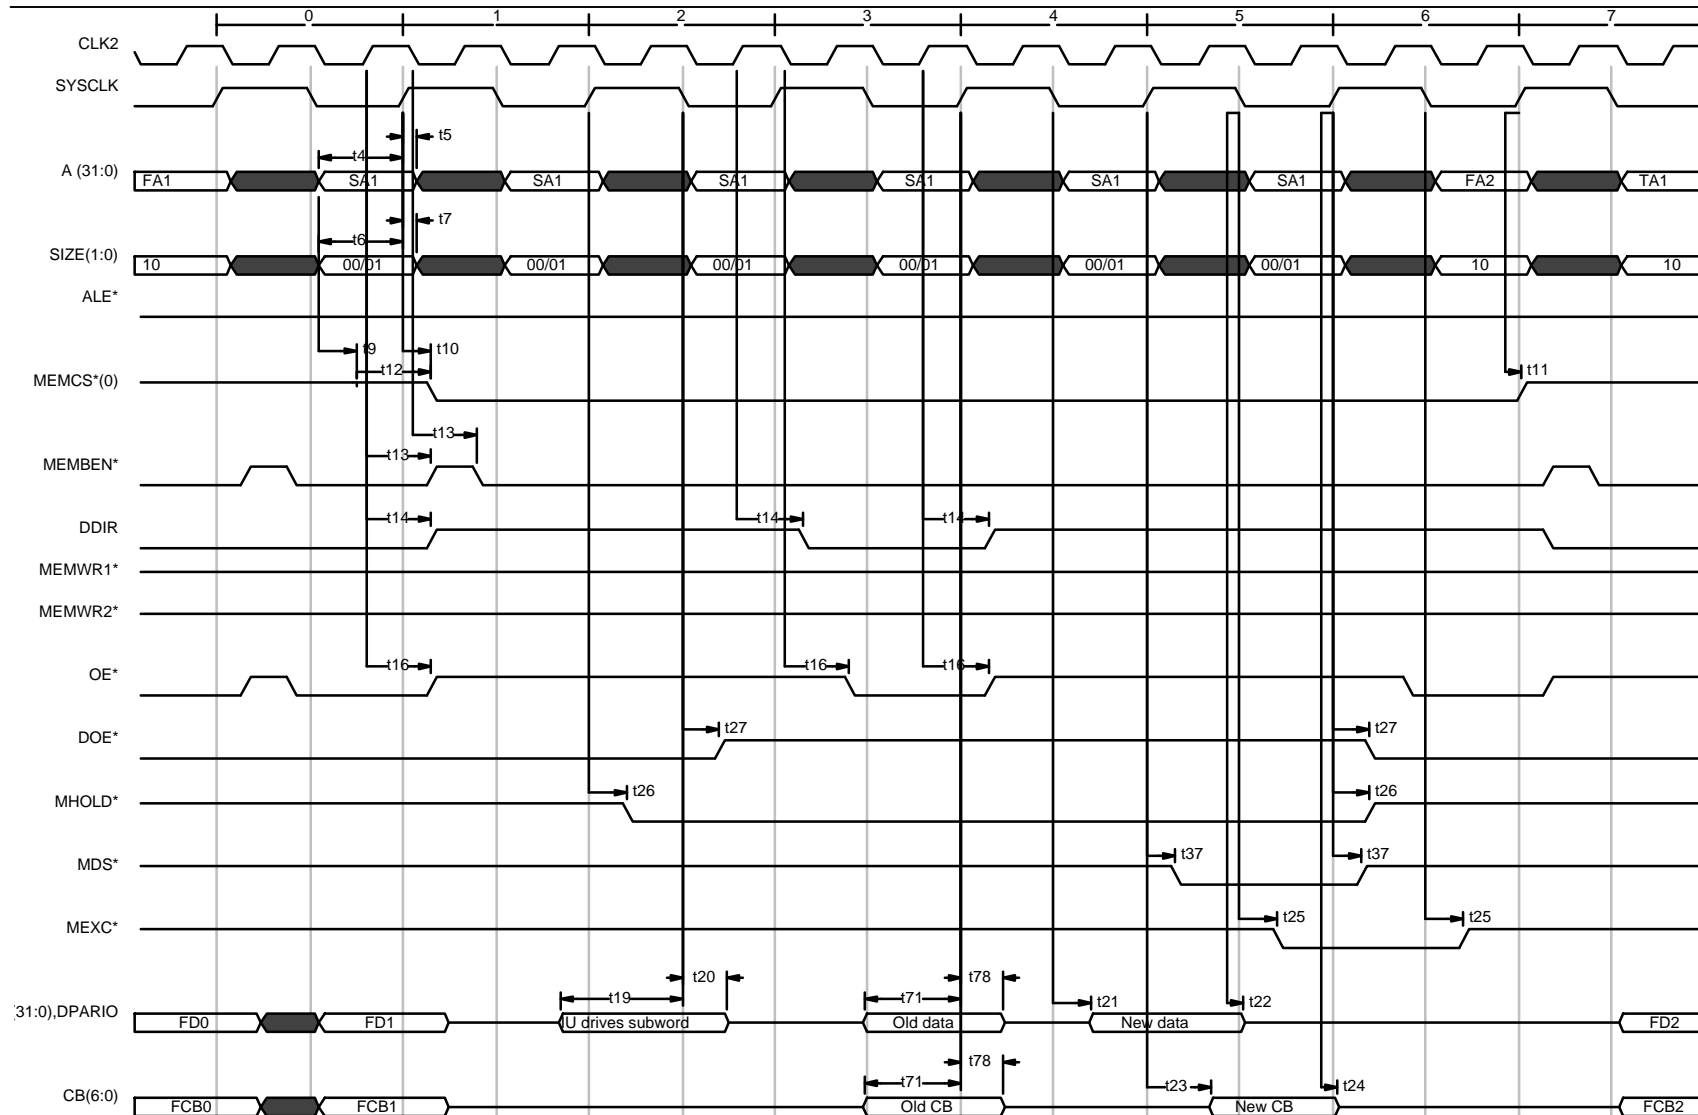 0 1 2 3 4 5 6 7
CLK2
SYSCLK
t5
t4
A (31:0) FA1 SA1 SA1 SA1 SA1 SA1 SA1 FA2 TA1
t7
t6
SIZE(1:0) 10 00/01 00/01 00/01 00/01 00/01 00/01 10 10
ALE*
t9 t10
t12 t11
MEMCS*(0)
t13
t13
MEMBEN*
t14 t14 t14
DDIR
MEMWR1*
MEMWR2*
t16 t16 t16
OE*
t27 t27
DOE*
t26 t26
MHOLD*
t37 t37
MDS*
t25 t25
MEXC*
t20 t78
t19 t71 t21 t22
31:0),DPARIO FD0 FD1 IU drives subword Old data New data FD2
t78
t71 t23 t24
CB(6:0) FCB0 FCB1 Old CB New CB FCB2